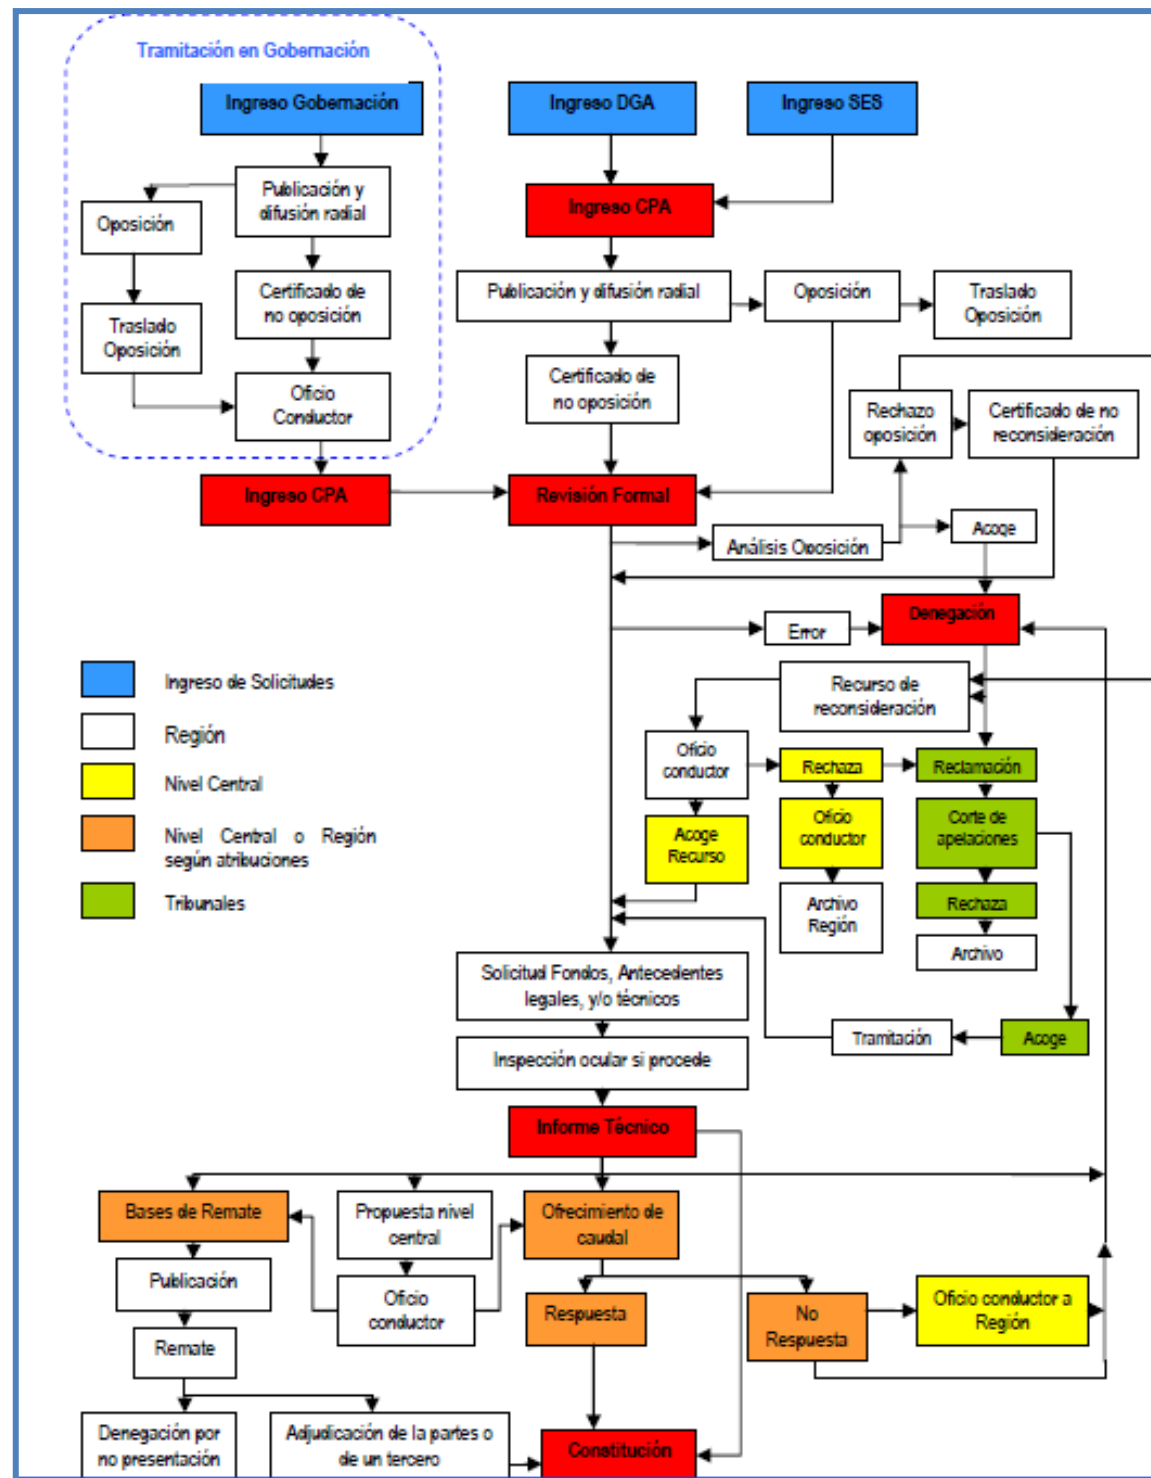 Tramitación en Gobernación
Ingreso Gobernación
Ingreso DGA
Ingreso SES
Publicación y
difusión radial
Oposición
Ingreso CPA
Certificado de
no oposición
Traslado
Oposición
Oficio
Conductor
Ingreso CPA
Publicación y difusión radial
Oposición
Traslado
Oposición
Certificado de
no oposición
Rechazo
oposición
Certificado de no
reconsideración
Revisión Formal
Análisis Oposición
Acoge
Denegación
Error
Recurso de
reconsideración
Oficio
conductor
Rechaza
Reclamación
Acoge
Recurso
Oficio
conductor
Corte de
apelaciones
Archivo
Región
Rechaza
Archivo
Ingreso de Solicitudes
Región
Nivel Central
Nivel Central o Región
según atribuciones
Tribunales
Solicitud Fondos, Antecedentes
legales, y/o técnicos
Tramitación
Acoge
Inspección ocular si procede
Informe Técnico
Bases de Remate
Propuesta nivel
central
Ofrecimiento de
caudal
Publicación
Oficio
conductor
Respuesta
No
Respuesta
Oficio conductor a
Región
Remate
Denegación por
no presentación
Adjudicación de la partes o
de un tercero
Constitución